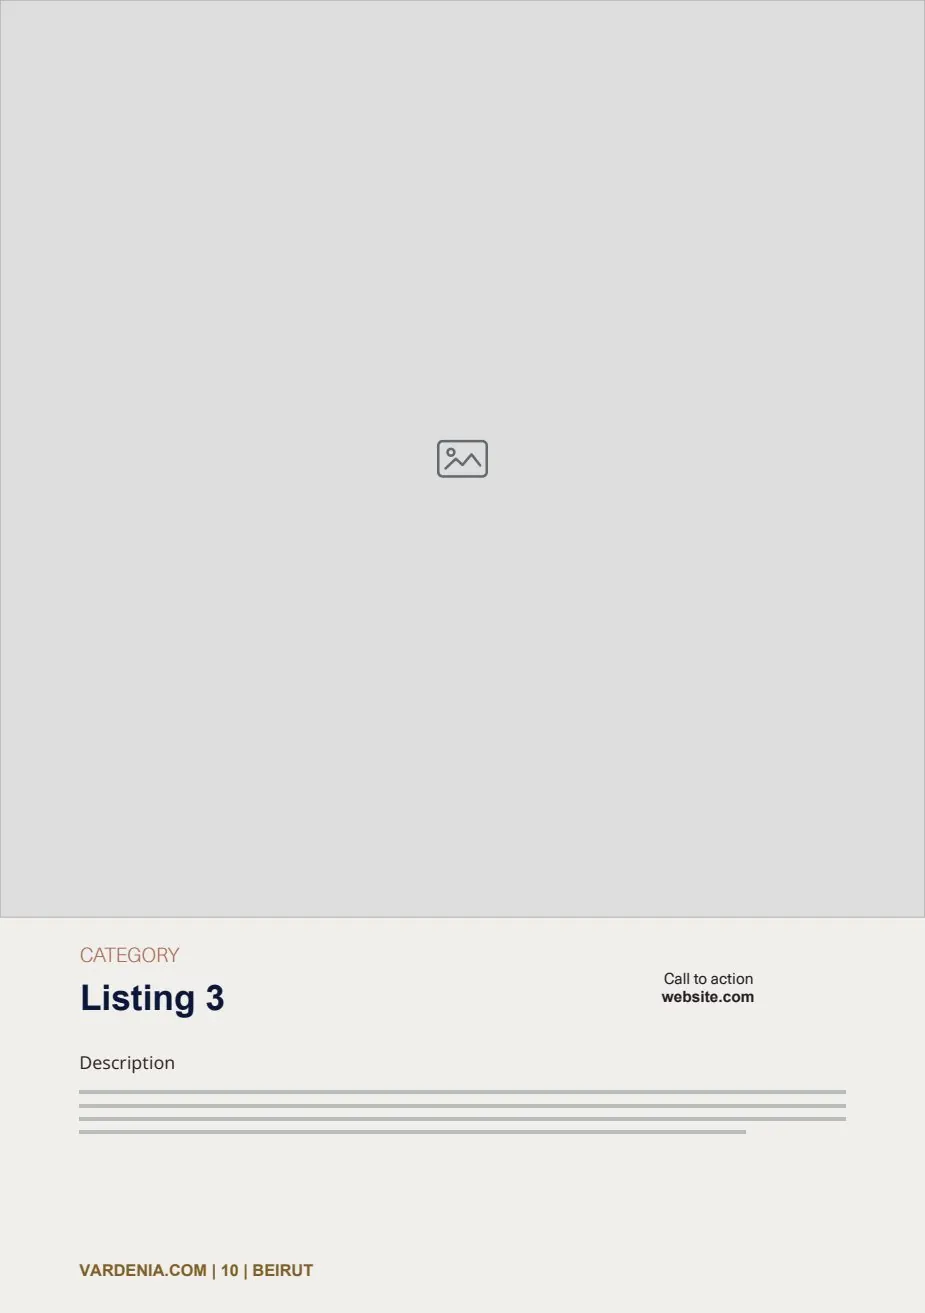 CATEGORY
Listing 3
Call to action
website.com
Description
VARDENIA.COM | 10 | BEIRUT